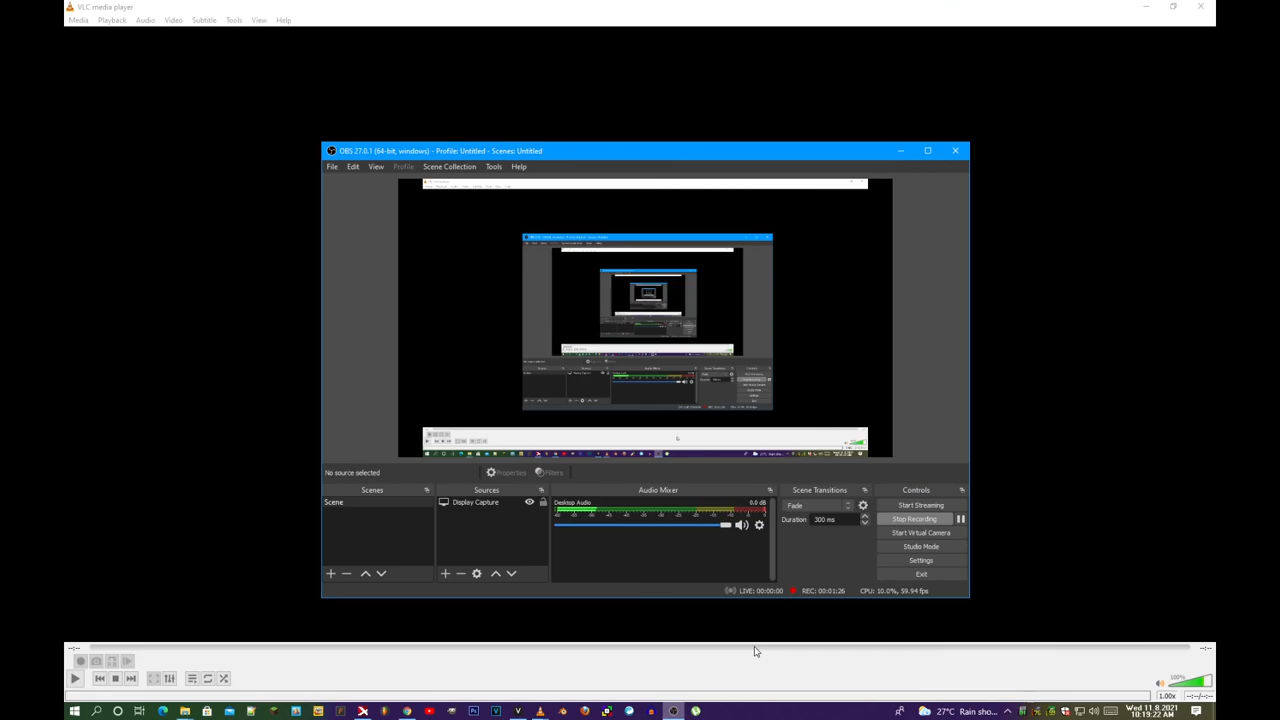 VLC media player
Media Playback Audio Video Subtitle Tools View Help
OBS 27.0.1 (64-bit, windows) - Profile: Untitled - Scenes: Untitled
File Edit View Profile Scene Collection Tools Help
No source selected Properties Filters
Scenes Sources Audio Mixer Scene Transitions Controls
Scene Display Capture Desktop Audio 0.0 dB Fade Start Streaming
Duration 300 ms Stop Recording
Start Virtual Camera
Studio Mode
Settings
Exit
LIVE: 00:00:00 REC: 00:01:26 CPU: 10.0%, 59.94 fps
--:-- --:--
100%
1.00x --:--/--:--
27°C Rain sho... Wed 11.8.2021
10:19:22 AM